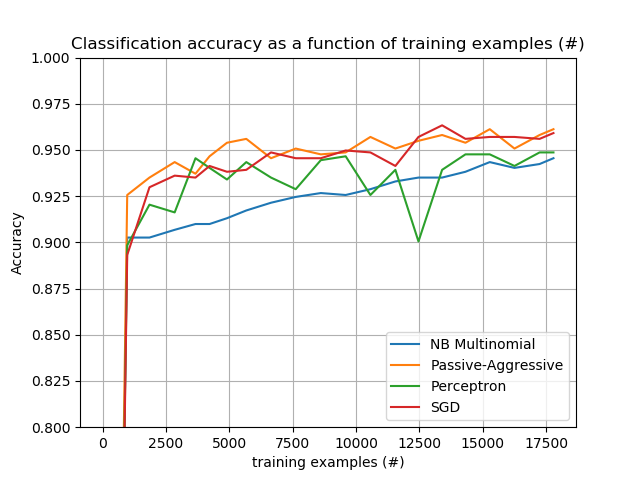 Classification accuracy as a function of training examples (#)
1.000
0.975
0.950
0.925
0.900
0.875
0.850
0.825
0.800
Accuracy
NB Multinomial
Passive-Aggressive
Perceptron
SGD
0 2500 5000 7500 10000 12500 15000 17500
training examples (#)